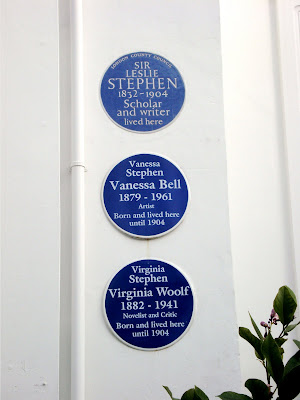 LONDON COUNTY COUNCIL
SIR
LESLIE
STEPHEN
1832-1904
Scholar
and writer
lived here
Vanessa
Stephen
Vanessa Bell
1879 - 1961
Artist
Born and lived here
until 1904
Virginia
Stephen
Virginia Woolf
1882 - 1941
Novelist and Critic
Born and lived here
until 1904